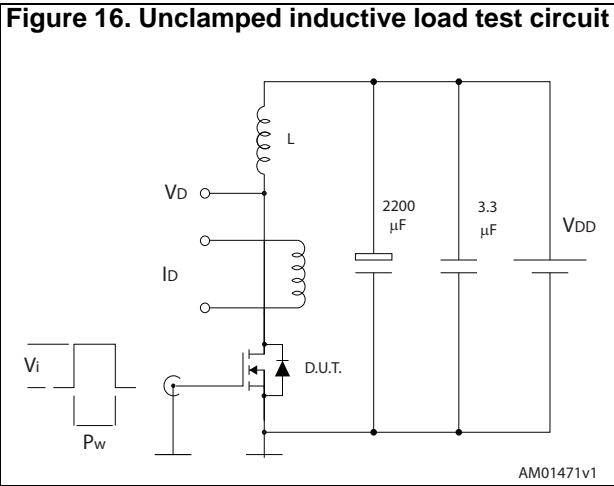 Figure 16. Unclamped inductive load test circuit
L
VD
2200
μF
3.3
μF
VDD
ID
Vi
D.U.T.
Pw
AM01471v1